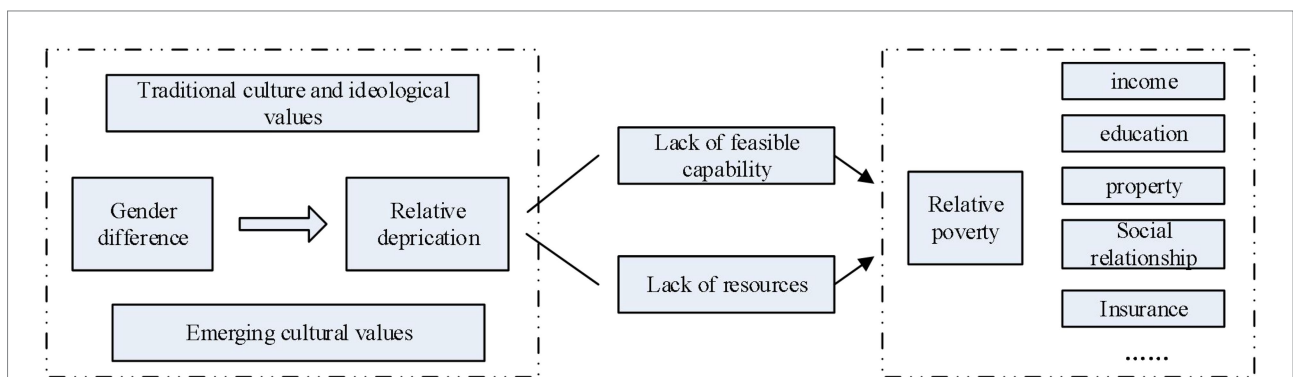 Traditional culture and ideological
values
Gender
difference
Relative
deprication
Emerging cultural values
Lack of feasible
capability
Lack of resources
Relative
poverty
income
education
property
Social
relationship
Insurance
......